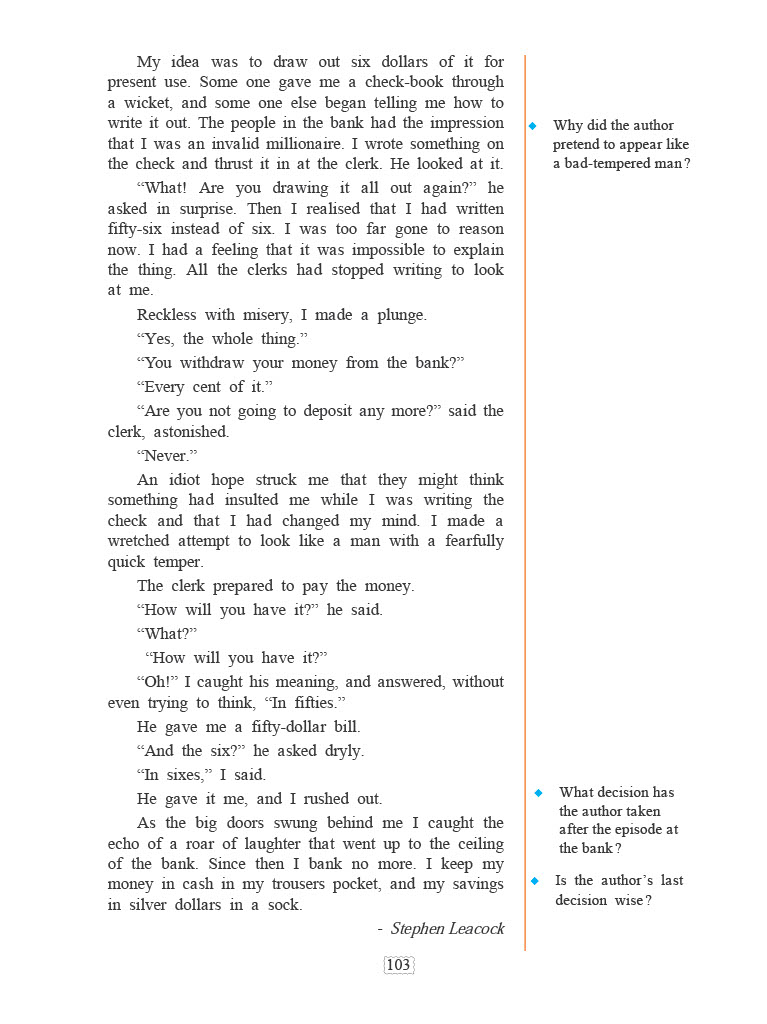 My idea was to draw out six dollars of it for
present use. Some one gave me a check-book through
a wicket, and some one else began telling me how to
write it out. The people in the bank had the impression
that I was an invalid millionaire. I wrote something on
the check and thrust it in at the clerk. He looked at it.
“What! Are you drawing it all out again?” he
asked in surprise. Then I realised that I had written
fifty-six instead of six. I was too far gone to reason
now. I had a feeling that it was impossible to explain
the thing. All the clerks had stopped writing to look
at me.
Reckless with misery, I made a plunge.
“Yes, the whole thing.”
“You withdraw your money from the bank?”
“Every cent of it.”
“Are you not going to deposit any more?” said the
clerk, astonished.
“Never.”
An idiot hope struck me that they might think
something had insulted me while I was writing the
check and that I had changed my mind. I made a
wretched attempt to look like a man with a fearfully
quick temper.
The clerk prepared to pay the money.
“How will you have it?” he said.
“What?”
“How will you have it?”
“Oh!” I caught his meaning, and answered, without
even trying to think, “In fifties.”
He gave me a fifty-dollar bill.
“And the six?” he asked dryly.
“In sixes,” I said.
He gave it me, and I rushed out.
As the big doors swung behind me I caught the
echo of a roar of laughter that went up to the ceiling
of the bank. Since then I bank no more. I keep my
money in cash in my trousers pocket, and my savings
in silver dollars in a sock.
- Stephen Leacock
◆ Why did the author
pretend to appear like
a bad-tempered man?
◆ What decision has
the author taken
after the episode at
the bank?
◆ Is the author’s last
decision wise?
103